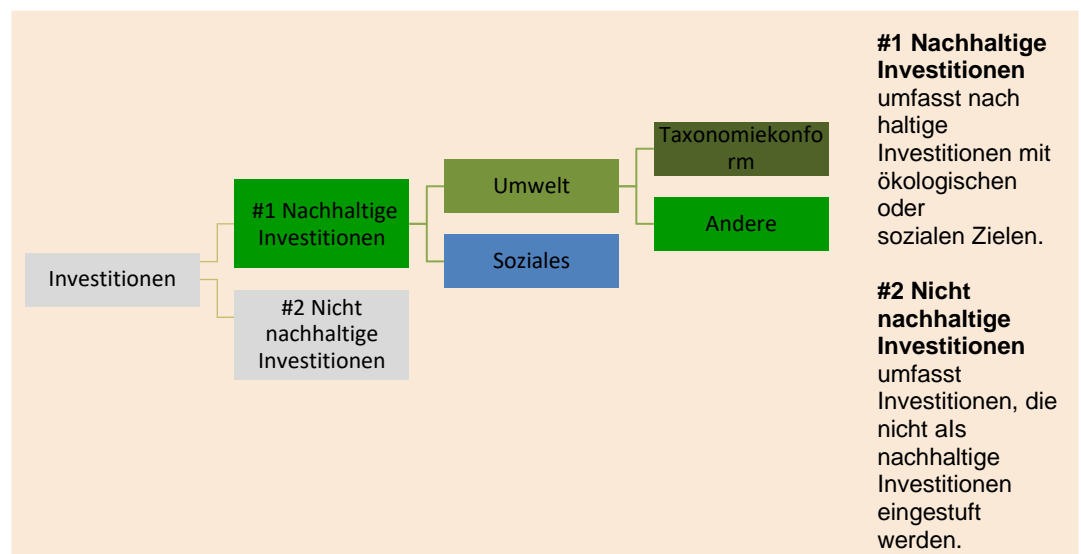 Investitionen
#1 Nachhaltige
Investitionen
#2 Nicht
nachhaltige
Investitionen
Umwelt
Soziales
Taxonomiekonfo
rm
Andere
#1 Nachhaltige
Investitionen
umfasst nach
haltige
Investitionen mit
ökologischen
oder
sozialen Zielen.
#2 Nicht
nachhaltige
Investitionen
umfasst
Investitionen, die
nicht als
nachhaltige
Investitionen
eingestuft
werden.